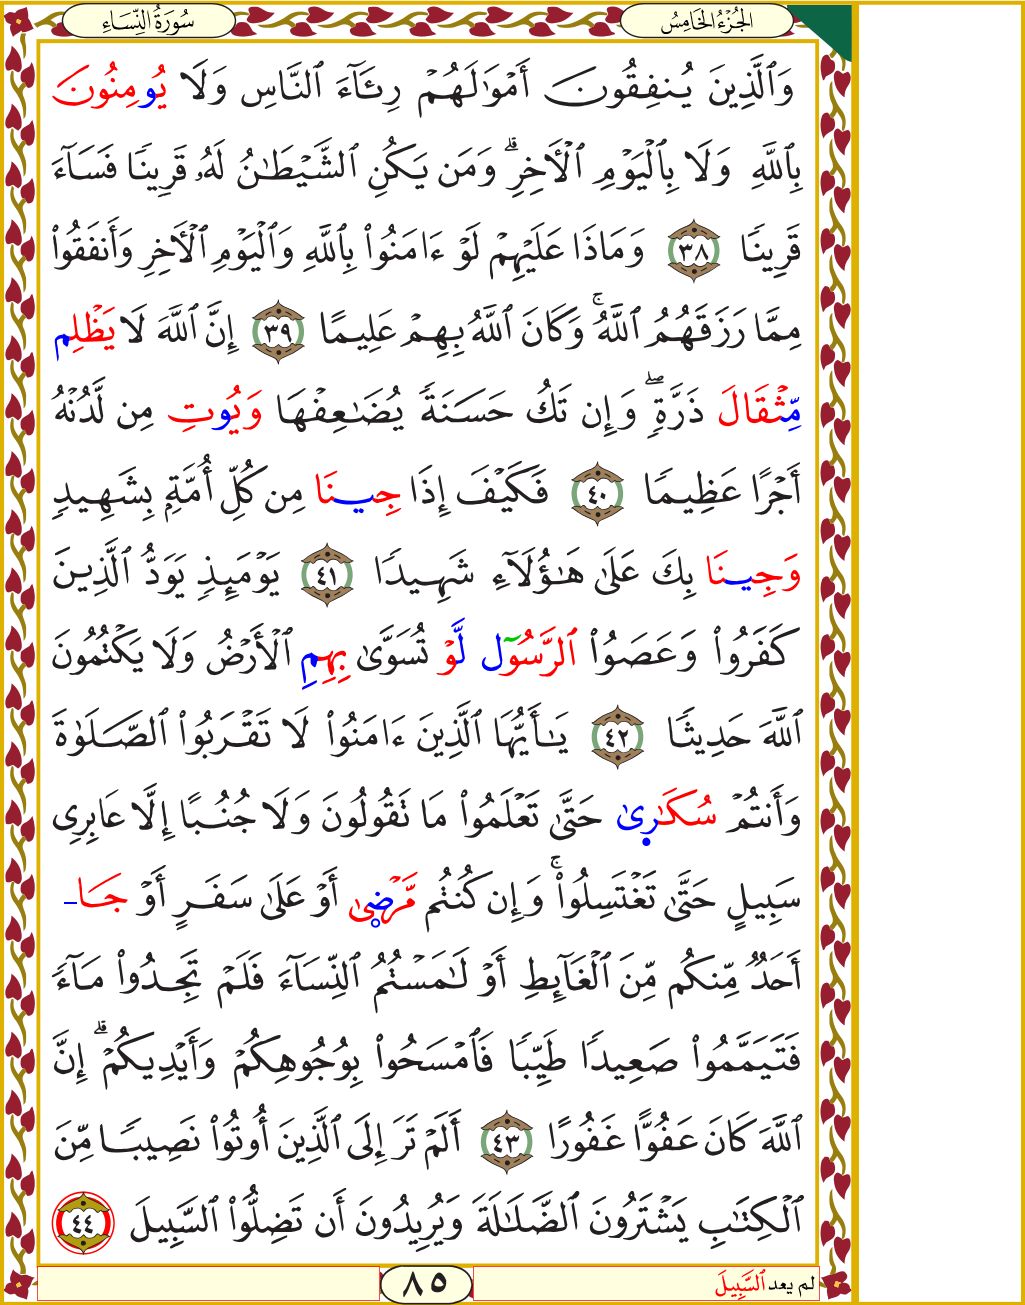 سُورَةُ النِّسَاءِ
الجُزْءُ الخَامِسُ
وَٱلَّذِينَ يُنفِقُونَ أَمْوَٰلَهُمْ رِئَآءَ ٱلنَّاسِ وَلَا يُومِنُونَ
بِٱللَّهِ وَلَا بِٱلْيَوْمِ ٱلْأَخِرِ ۗ وَمَن يَكُنِ ٱلشَّيْطَٰنُ لَهُۥ قَرِينًا فَسَآءَ
قَرِينًا ٣٨ وَمَاذَا عَلَيْهِمْ لَوْ ءَامَنُوا۟ بِٱللَّهِ وَٱلْيَوْمِ ٱلْأَخِرِ وَأَنفَقُوا۟
مِمَّا رَزَقَهُمُ ٱللَّهُ ۚ وَكَانَ ٱللَّهُ بِهِمْ عَلِيمًا ٣٩ إِنَّ ٱللَّهَ لَا يَظْلِم
مِّثْقَالَ ذَرَّةٍ ۖ وَإِن تَكُ حَسَنَةً يُضَٰعِفْهَا وَيُوتِ مِن لَّدُنْهُ
أَجْرًا عَظِيمًا ٤٠ فَكَيْفَ إِذَا جِينَا مِن كُلِّ أُمَّةٍۭ بِشَهِيدٍ
وَجِينَا بِكَ عَلَىٰ هَٰٓؤُلَآءِ شَهِيدًا ٤١ يَوْمَئِذٍ يَوَدُّ ٱلَّذِينَ
كَفَرُوا۟ وَعَصَوُا۟ ٱلرَّسُوٓل لَّوْ تُسَوَّىٰ بِهِمِ ٱلْأَرْضُ وَلَا يَكْتُمُونَ
ٱللَّهَ حَدِيثًا ٤٢ يَٰٓأَيُّهَا ٱلَّذِينَ ءَامَنُوا۟ لَا تَقْرَبُوا۟ ٱلصَّلَوٰةَ
وَأَنتُمْ سُكَٰرِىٰ حَتَّىٰ تَعْلَمُوا۟ مَا تَقُولُونَ وَلَا جُنُبًا إِلَّا عَابِرِى
سَبِيلٍ حَتَّىٰ تَغْتَسِلُوا۟ ۚ وَإِن كُنتُم مَّرْضِىٰ أَوْ عَلَىٰ سَفَرٍ أَوْ جَا-
أَحَدٌ مِّنكُم مِّنَ ٱلْغَآئِطِ أَوْ لَٰمَسْتُمُ ٱلنِّسَآءَ فَلَمْ تَجِدُوا۟ مَآءً
فَتَيَمَّمُوا۟ صَعِيدًا طَيِّبًا فَٱمْسَحُوا۟ بِوُجُوهِكُمْ وَأَيْدِيكُمْ ۗ إِنَّ
ٱللَّهَ كَانَ عَفُوًّا غَفُورًا ٤٣ أَلَمْ تَرَ إِلَى ٱلَّذِينَ أُوتُوا۟ نَصِيبًا مِّنَ
ٱلْكِتَٰبِ يَشْتَرُونَ ٱلضَّلَٰلَةَ وَيُرِيدُونَ أَن تَضِلُّوا۟ ٱلسَّبِيلَ ٤٤
لم يعد ٱلسَّبِيلَ
٨٥